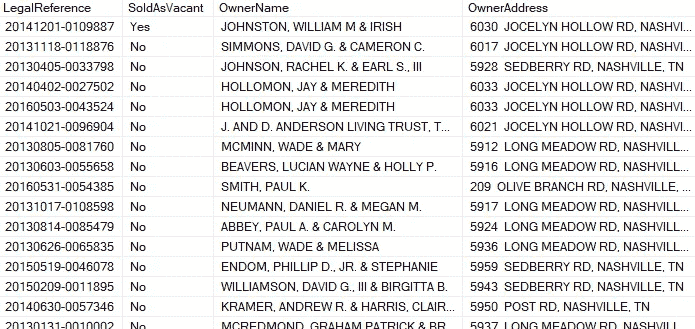 LegalReference SoldAsVacant OwnerName OwnerAddress
20141201-0109887 Yes JOHNSTON, WILLIAM M & IRISH 6030 JOCELYN HOLLOW RD, NASHVI...
20131118-0118876 No SIMMONS, DAVID G. & CAMERON C. 6017 JOCELYN HOLLOW RD, NASHVI...
20130405-0033798 No JOHNSON, RACHEL K. & EARL S., III 5928 SEDBERRY RD, NASHVILLE, TN
20140402-0027502 No HOLLOMON, JAY & MEREDITH 6033 JOCELYN HOLLOW RD, NASHVI...
20160503-0043524 No HOLLOMON, JAY & MEREDITH 6033 JOCELYN HOLLOW RD, NASHVI...
20141021-0096904 No J. AND D. ANDERSON LIVING TRUST, T... 6021 JOCELYN HOLLOW RD, NASHVI...
20130805-0081760 No MCMINN, WADE & MARY 5912 LONG MEADOW RD, NASHVILL...
20130603-0055658 No BEAVERS, LUCIAN WAYNE & HOLLY P. 5916 LONG MEADOW RD, NASHVILL...
20160531-0054385 No SMITH, PAUL K. 209 OLIVE BRANCH RD, NASHVILLE, ...
20131017-0108598 No NEUMANN, DANIEL R. & MEGAN M. 5917 LONG MEADOW RD, NASHVILL...
20130814-0085479 No ABBEY, PAUL A. & CAROLYN M. 5924 LONG MEADOW RD, NASHVILL...
20130626-0065835 No PUTNAM, WADE & MELISSA 5936 LONG MEADOW RD, NASHVILL...
20150519-0046078 No ENDOM, PHILLIP D., JR. & STEPHANIE 5959 SEDBERRY RD, NASHVILLE, TN
20150209-0011895 No WILLIAMSON, DAVID G., III & BIRGITTA B. 5943 SEDBERRY RD, NASHVILLE, TN
20140630-0057346 No KRAMER, ANDREW R. & HARRIS, CLAIR... 5950 POST RD, NASHVILLE, TN
20130131-0010002 No MCREDMOND, GRAHAM PATRICK & BR... 5937 LONG MEADOW RD, NASHVILL...